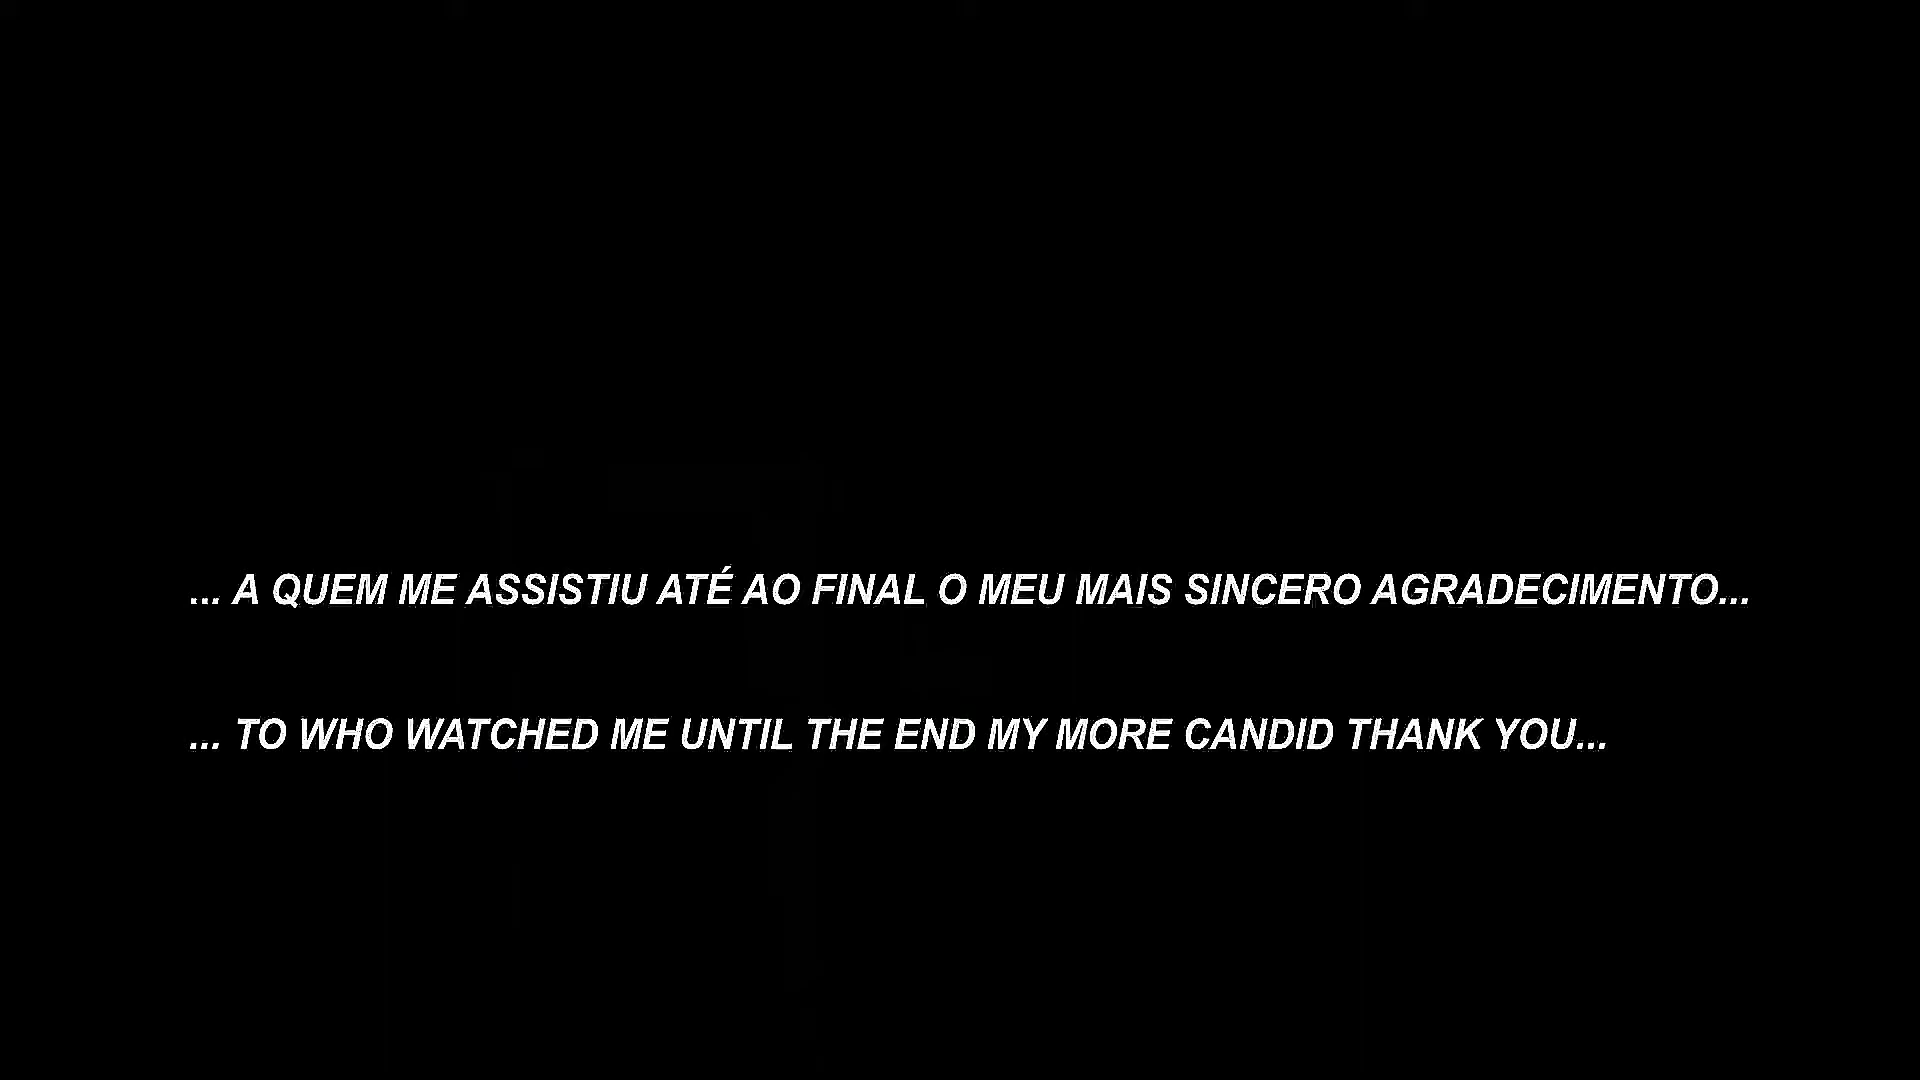 ... A QUEM ME ASSISTIU ATÉ AO FINAL O MEU MAIS SINCERO AGRADECIMENTO...
... TO WHO WATCHED ME UNTIL THE END MY MORE CANDID THANK YOU...